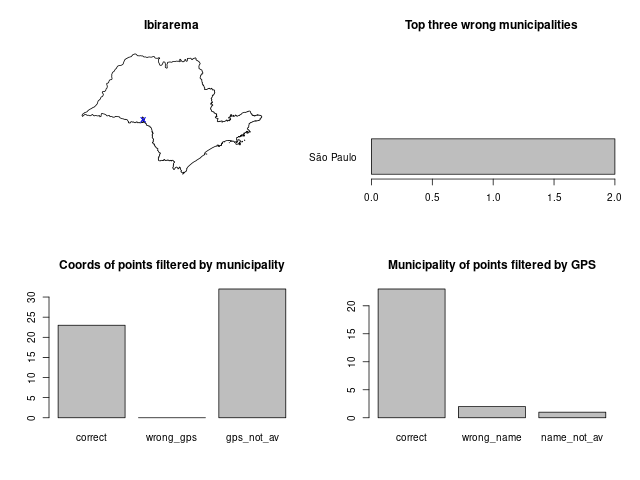 Ibirarema
Top three wrong municipalities
São Paulo
0.0 0.5 1.0 1.5 2.0
Coords of points filtered by municipality
0 5 10 15 20 25 30
correct wrong_gps gps_not_av
Municipality of points filtered by GPS
0 5 10 15 20
correct wrong_name name_not_av